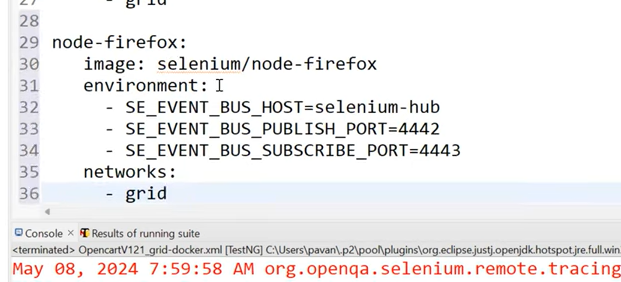 27 - grid
28
29 node-firefox:
30 image: selenium/node-firefox
31 environment:
32 - SE_EVENT_BUS_HOST=selenium-hub
33 - SE_EVENT_BUS_PUBLISH_PORT=4442
34 - SE_EVENT_BUS_SUBSCRIBE_PORT=4443
35 networks:
36 - grid
Console × Results of running suite
<terminated> OpencartV121_grid-docker.xml [TestNG] C:\Users\pavan\.p2\pool\plugins\org.eclipse.justj.openjdk.hotspot.jre.full.win
May 08, 2024 7:59:58 AM org.openqa.selenium.remote.tracing